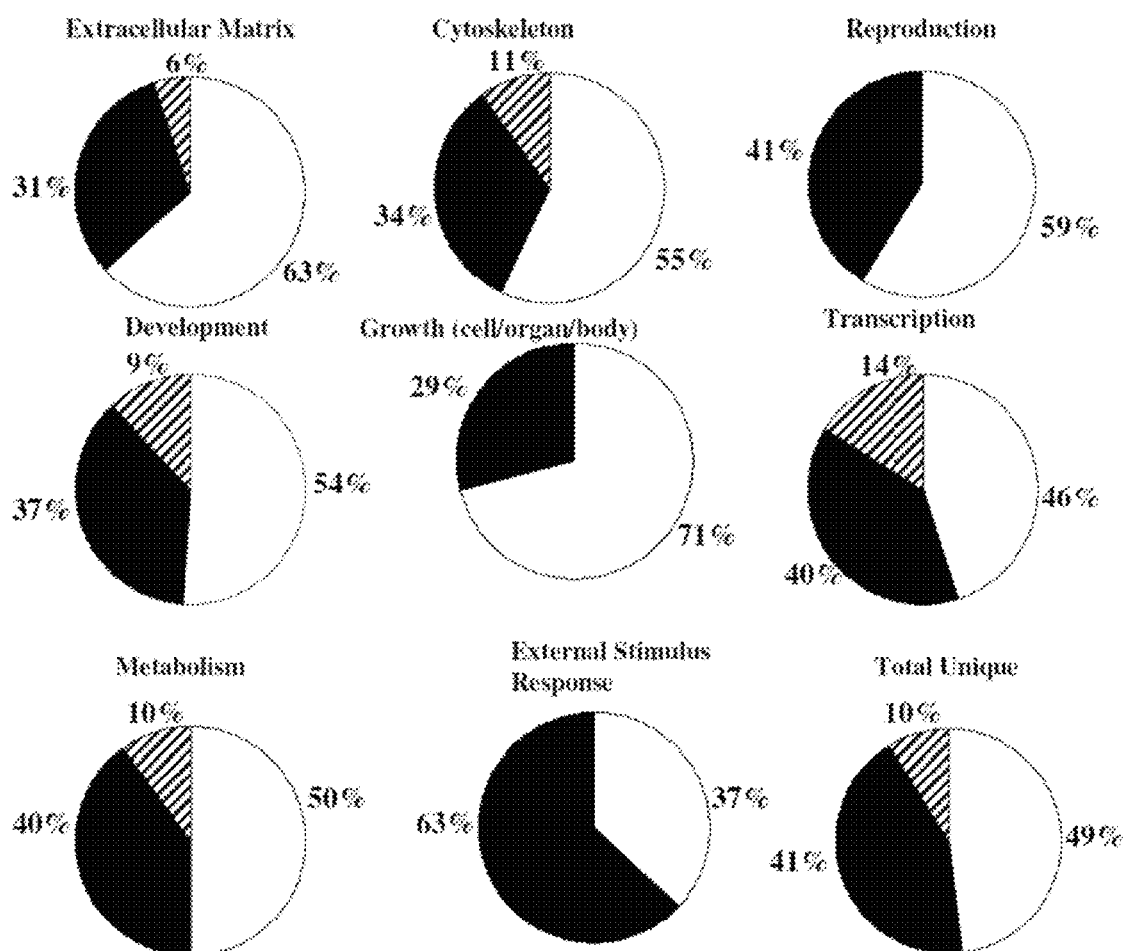 Extracellular Matrix
6%
31%
63%
Cytoskeleton
11%
34%
55%
Reproduction
41%
59%
Development
9%
37%
54%
Growth (cell/organ/body)
29%
71%
Transcription
14%
40%
46%
Metabolism
10%
40%
50%
External Stimulus
Response
63%
37%
Total Unique
10%
41%
49%